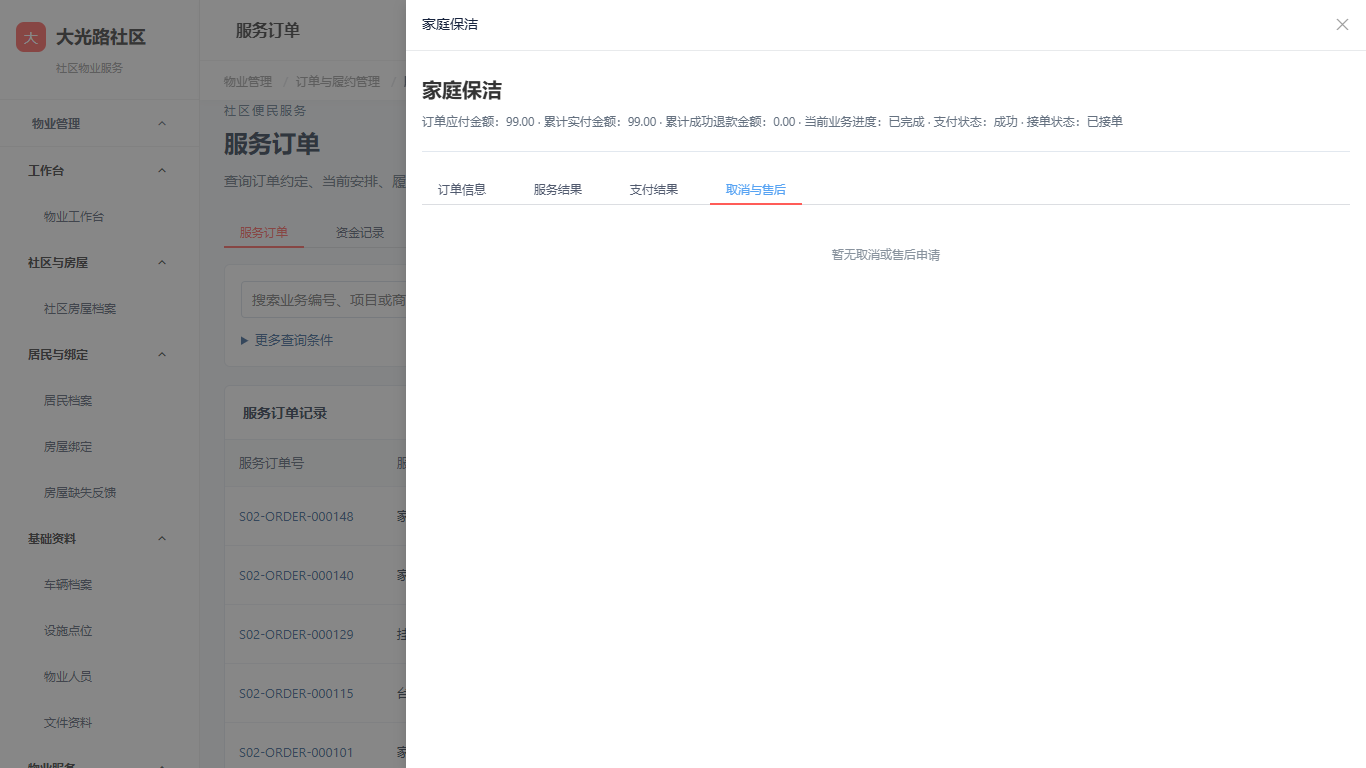 大
大光路社区
社区物业服务
物业管理
工作台
物业工作台
社区与房屋
社区房屋档案
居民与绑定
居民档案
房屋绑定
房屋缺失反馈
基础资料
车辆档案
设施点位
物业人员
文件资料
服务订单
物业管理 / 订单与履约管理 /
社区便民服务
服务订单
查询订单约定、当前安排、履
服务订单 资金记录
搜索业务编号、项目或商
更多查询条件
服务订单记录
服务订单号 服
S02-ORDER-000148 家
S02-ORDER-000140 家
S02-ORDER-000129 挂
S02-ORDER-000115 台
S02-ORDER-000101 家
家庭保洁
家庭保洁
订单应付金额：99.00 · 累计实付金额：99.00 · 累计成功退款金额：0.00 · 当前业务进度：已完成 · 支付状态：成功 · 接单状态：已接单
订单信息 服务结果 支付结果 取消与售后
暂无取消或售后申请